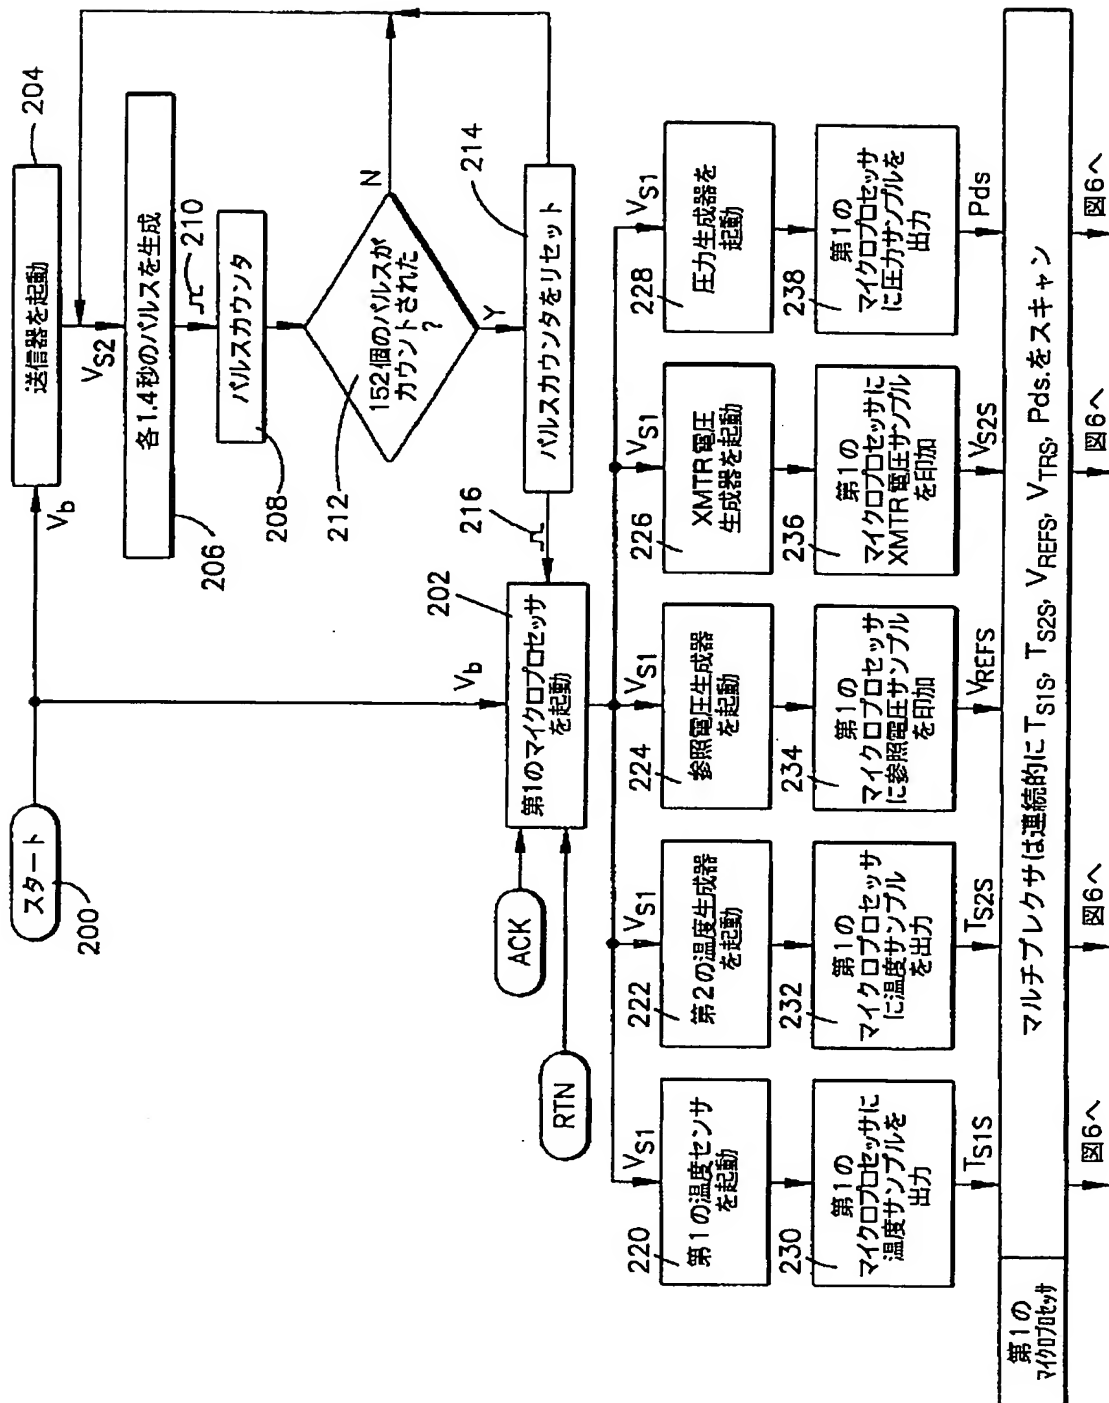 スタート
200
Vb
送信器を起動
204
VS2
各1.4秒のパルスを生成
206
210
パルスカウンタ
208
152個のパルスが
カウントされた
?
212
N
Y
パルスカウンタをリセット
214
216
Vb
第1のマイクロプロセッサ
を起動
202
ACK
RTN
VS1
第1の温度センサ
を起動
220
VS1
第2の温度生成器
を起動
222
VS1
参照電圧生成器
を起動
224
VS1
XMTR電圧
生成器を起動
226
VS1
圧力生成器を
起動
228
第1の
マイクロプロセッサに
温度サンプルを
出力
230
第1の
マイクロプロセッサ
に温度サンプル
を出力
232
第1の
マイクロプロセッサ
に参照電圧サンプル
を印加
234
第1の
マイクロプロセッサに
XMTR電圧サンプル
を印加
236
第1の
マイクロプロセッサ
に圧力サンプルを
出力
238
TS1S
TS2S
VREFS
VS2S
Pds
第1の
マイクロプロセッサ
マルチプレクサは連続的にTS1S, TS2S, VREFS, VTRS, Pds.をスキャン
図6へ
図6へ
図6へ
図6へ